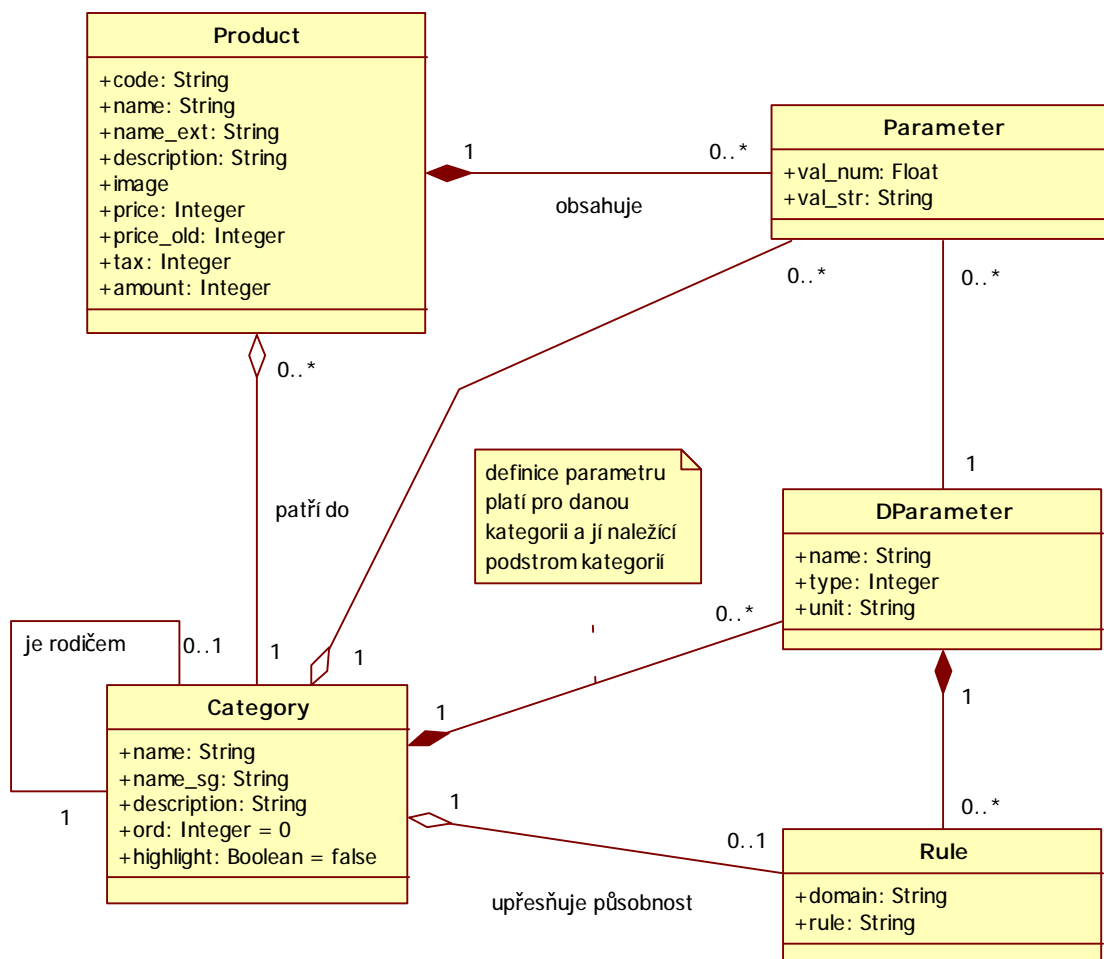 Product
+code: String
+name: String
+name_ext: String
+description: String
+image
+price: Integer
+price_old: Integer
+tax: Integer
+amount: Integer
1
0..*
obsahuje
Parameter
+val_num: Float
+val_str: String
0..*
0..*
0..*
patří do
definice parametru
platí pro danou
kategorii a jí naležící
podstrom kategorií
1
DParameter
+name: String
+type: Integer
+unit: String
0..*
je rodičem
0..1
1
1
1
1
Category
+name: String
+name_sg: String
+description: String
+ord: Integer = 0
+highlight: Boolean = false
1
1
0..1
0..*
upřesňuje působnost
Rule
+domain: String
+rule: String